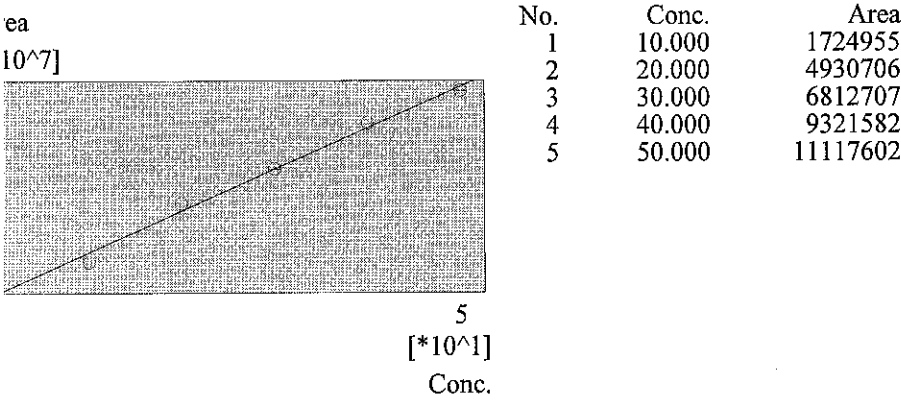 rea
10^7]
5
[*10^1]
Conc.
No. Conc. Area
1 10.000 1724955
2 20.000 4930706
3 30.000 6812707
4 40.000 9321582
5 50.000 11117602